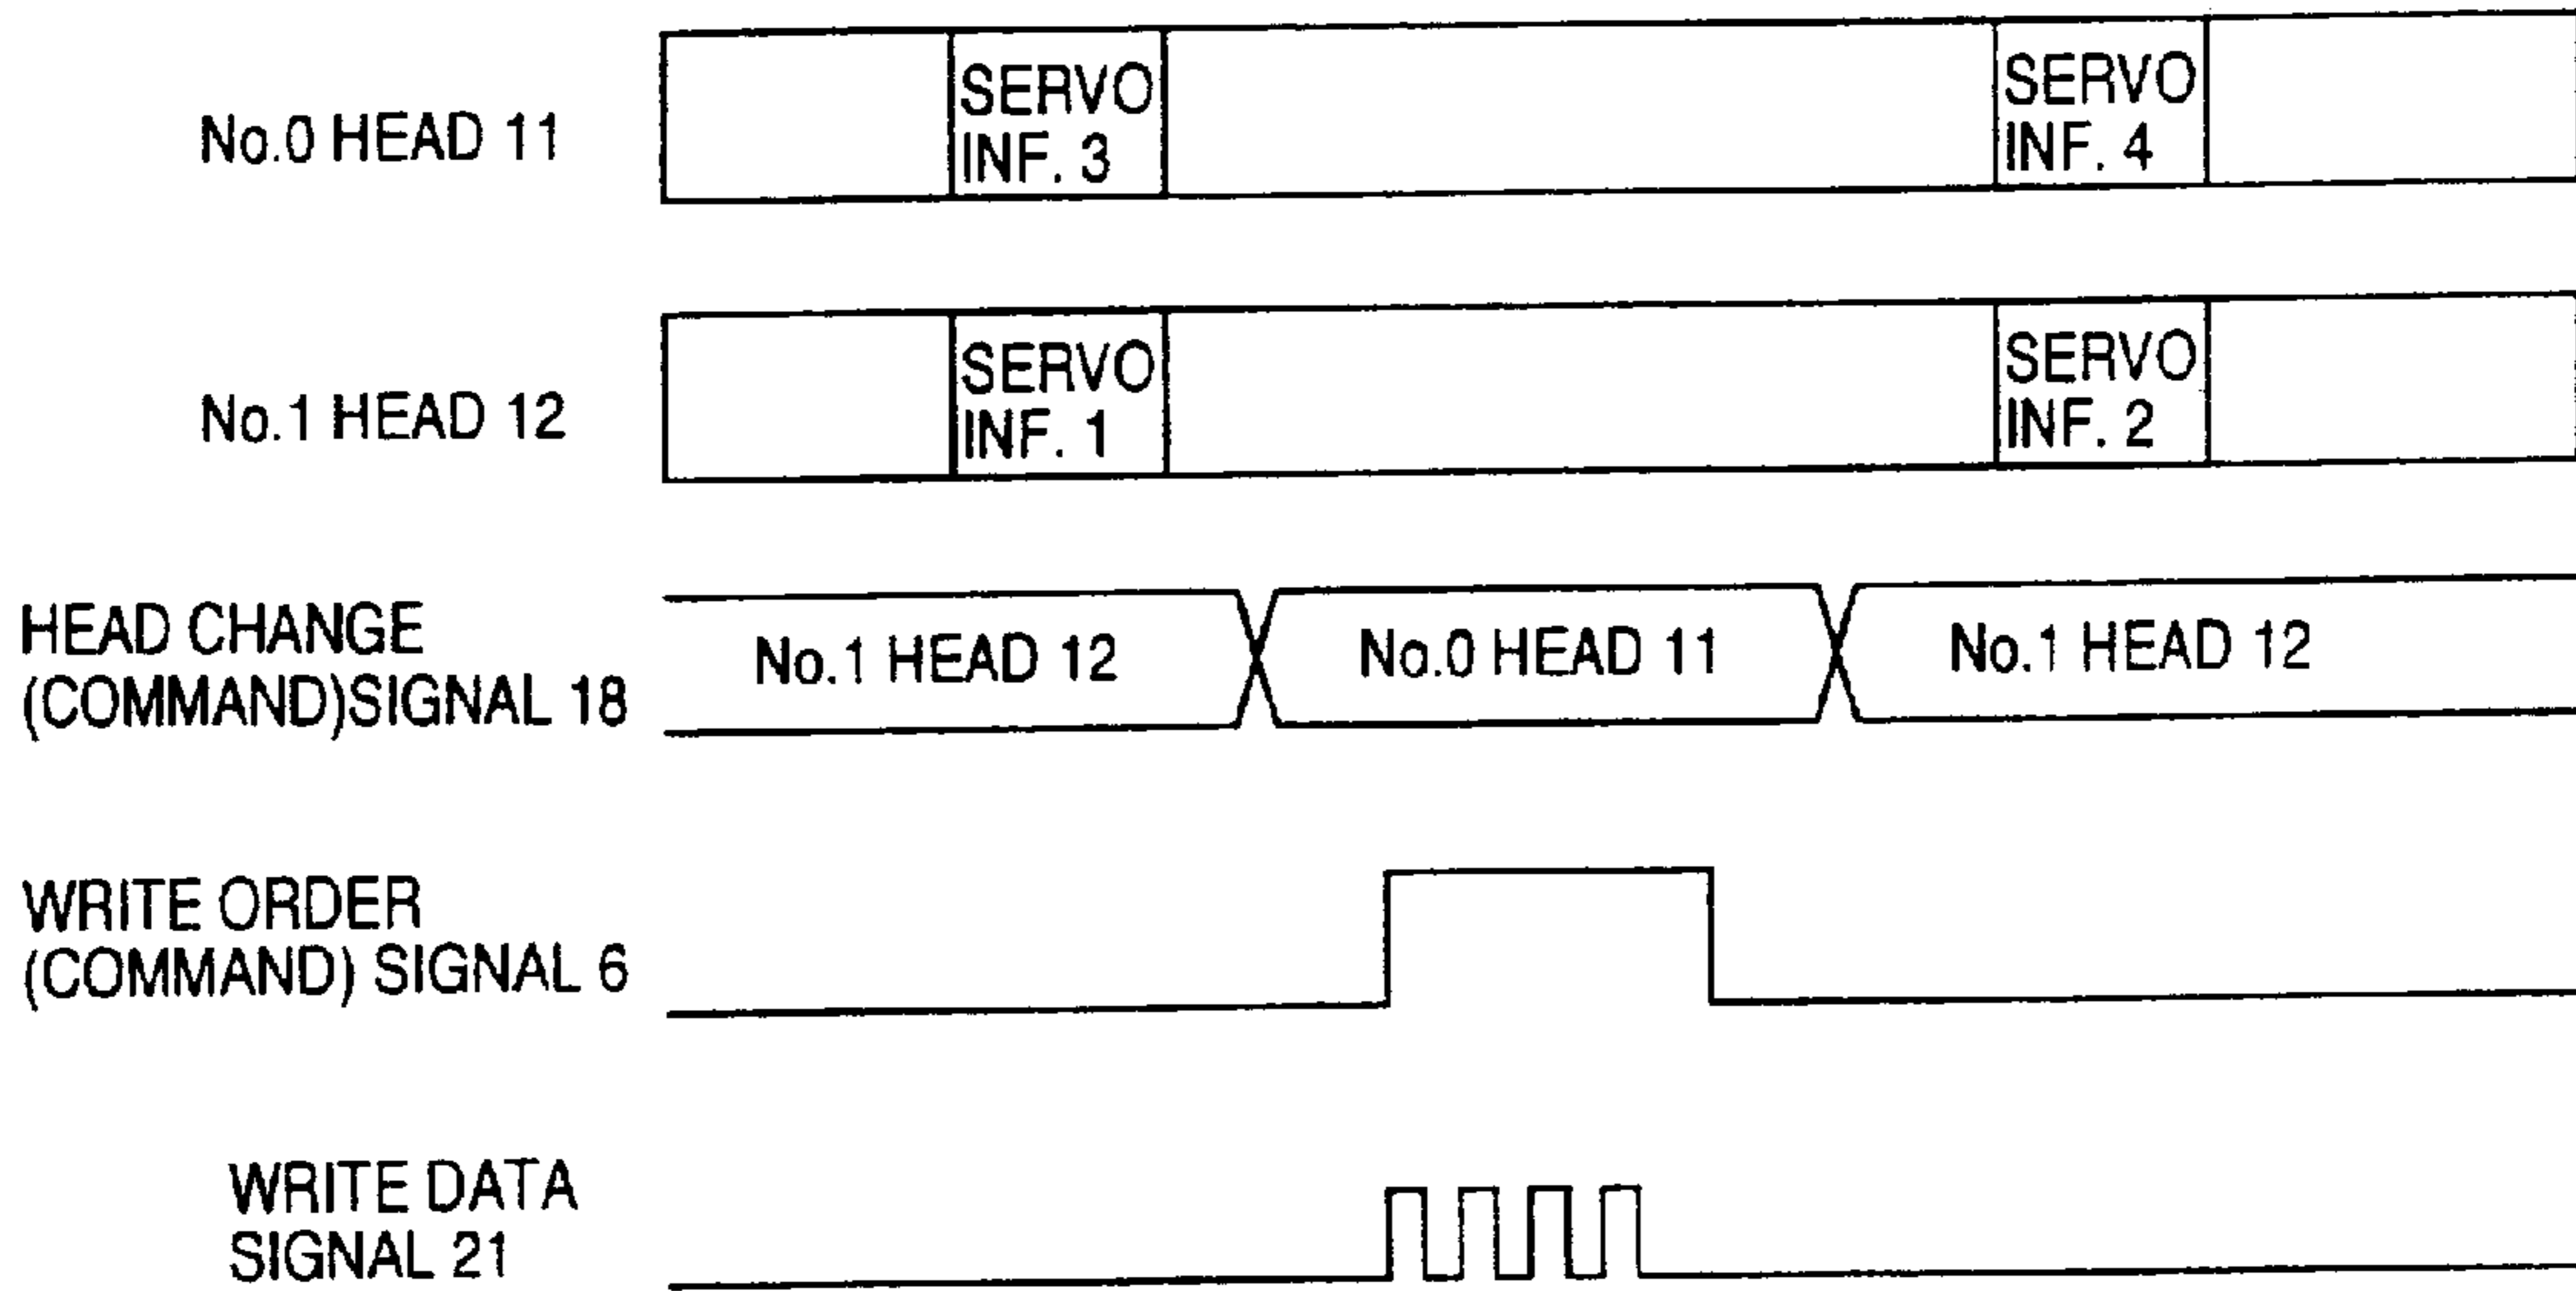 No.0 HEAD 11
SERVO
INF. 3
SERVO
INF. 4
No.1 HEAD 12
SERVO
INF. 1
SERVO
INF. 2
HEAD CHANGE
(COMMAND)SIGNAL 18
No.1 HEAD 12
No.0 HEAD 11
No.1 HEAD 12
WRITE ORDER
(COMMAND) SIGNAL 6
WRITE DATA
SIGNAL 21